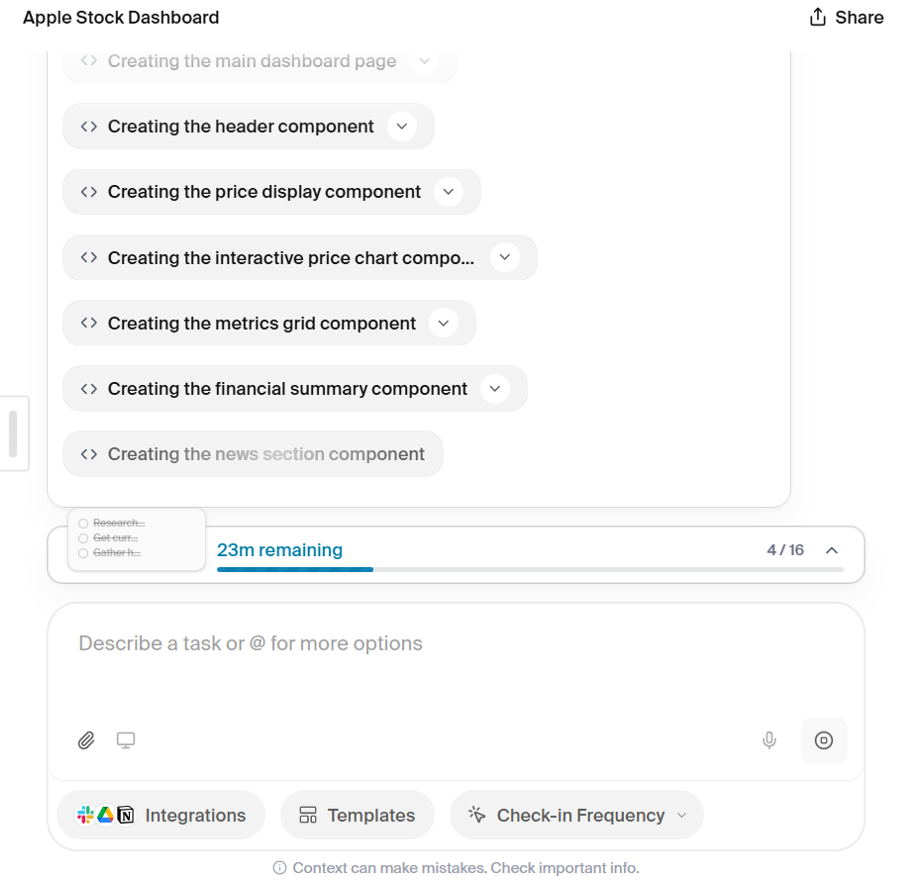 Apple Stock Dashboard
Share
Creating the main dashboard page
Creating the header component
Creating the price display component
Creating the interactive price chart compo...
Creating the metrics grid component
Creating the financial summary component
Creating the news section component
Research...
Get curr...
Gather h...
23m remaining
4 / 16
Describe a task or @ for more options
Integrations
Templates
Check-in Frequency
Context can make mistakes. Check important info.